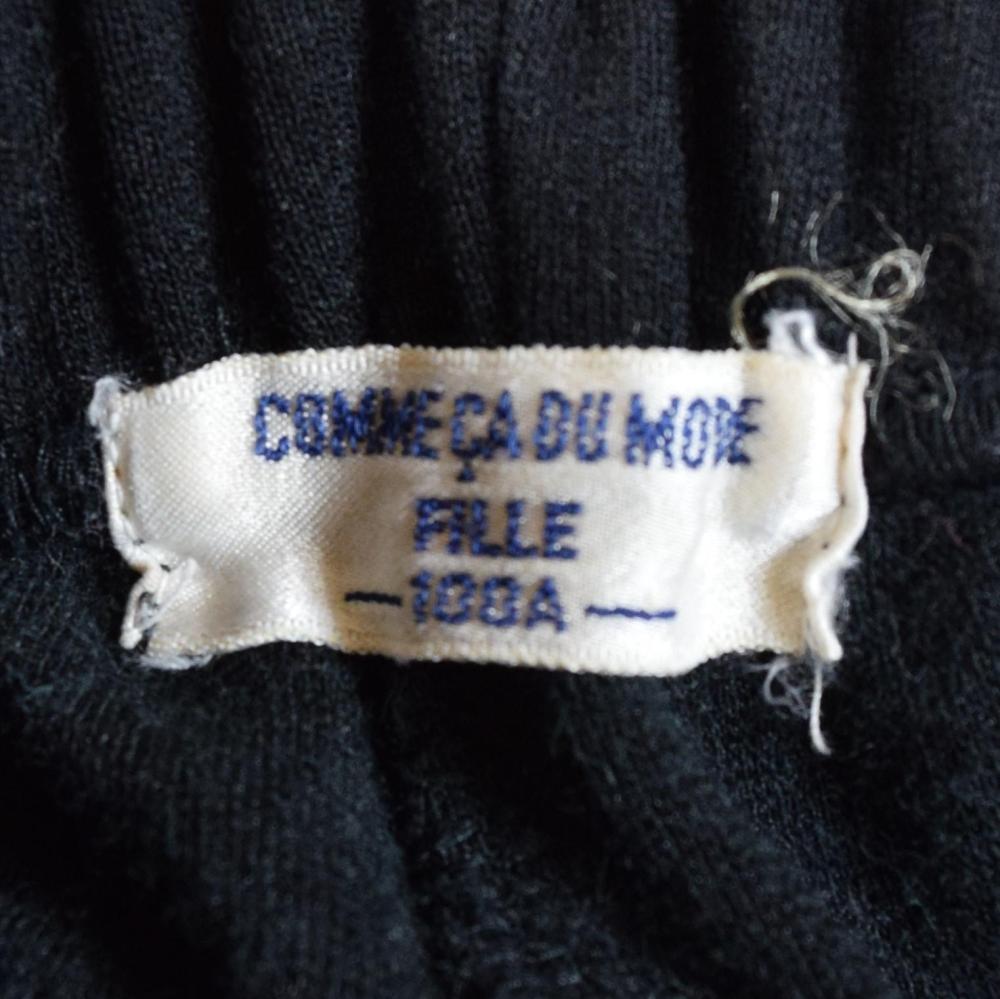 COMME ÇA DU MODE
FILLE
—100A—